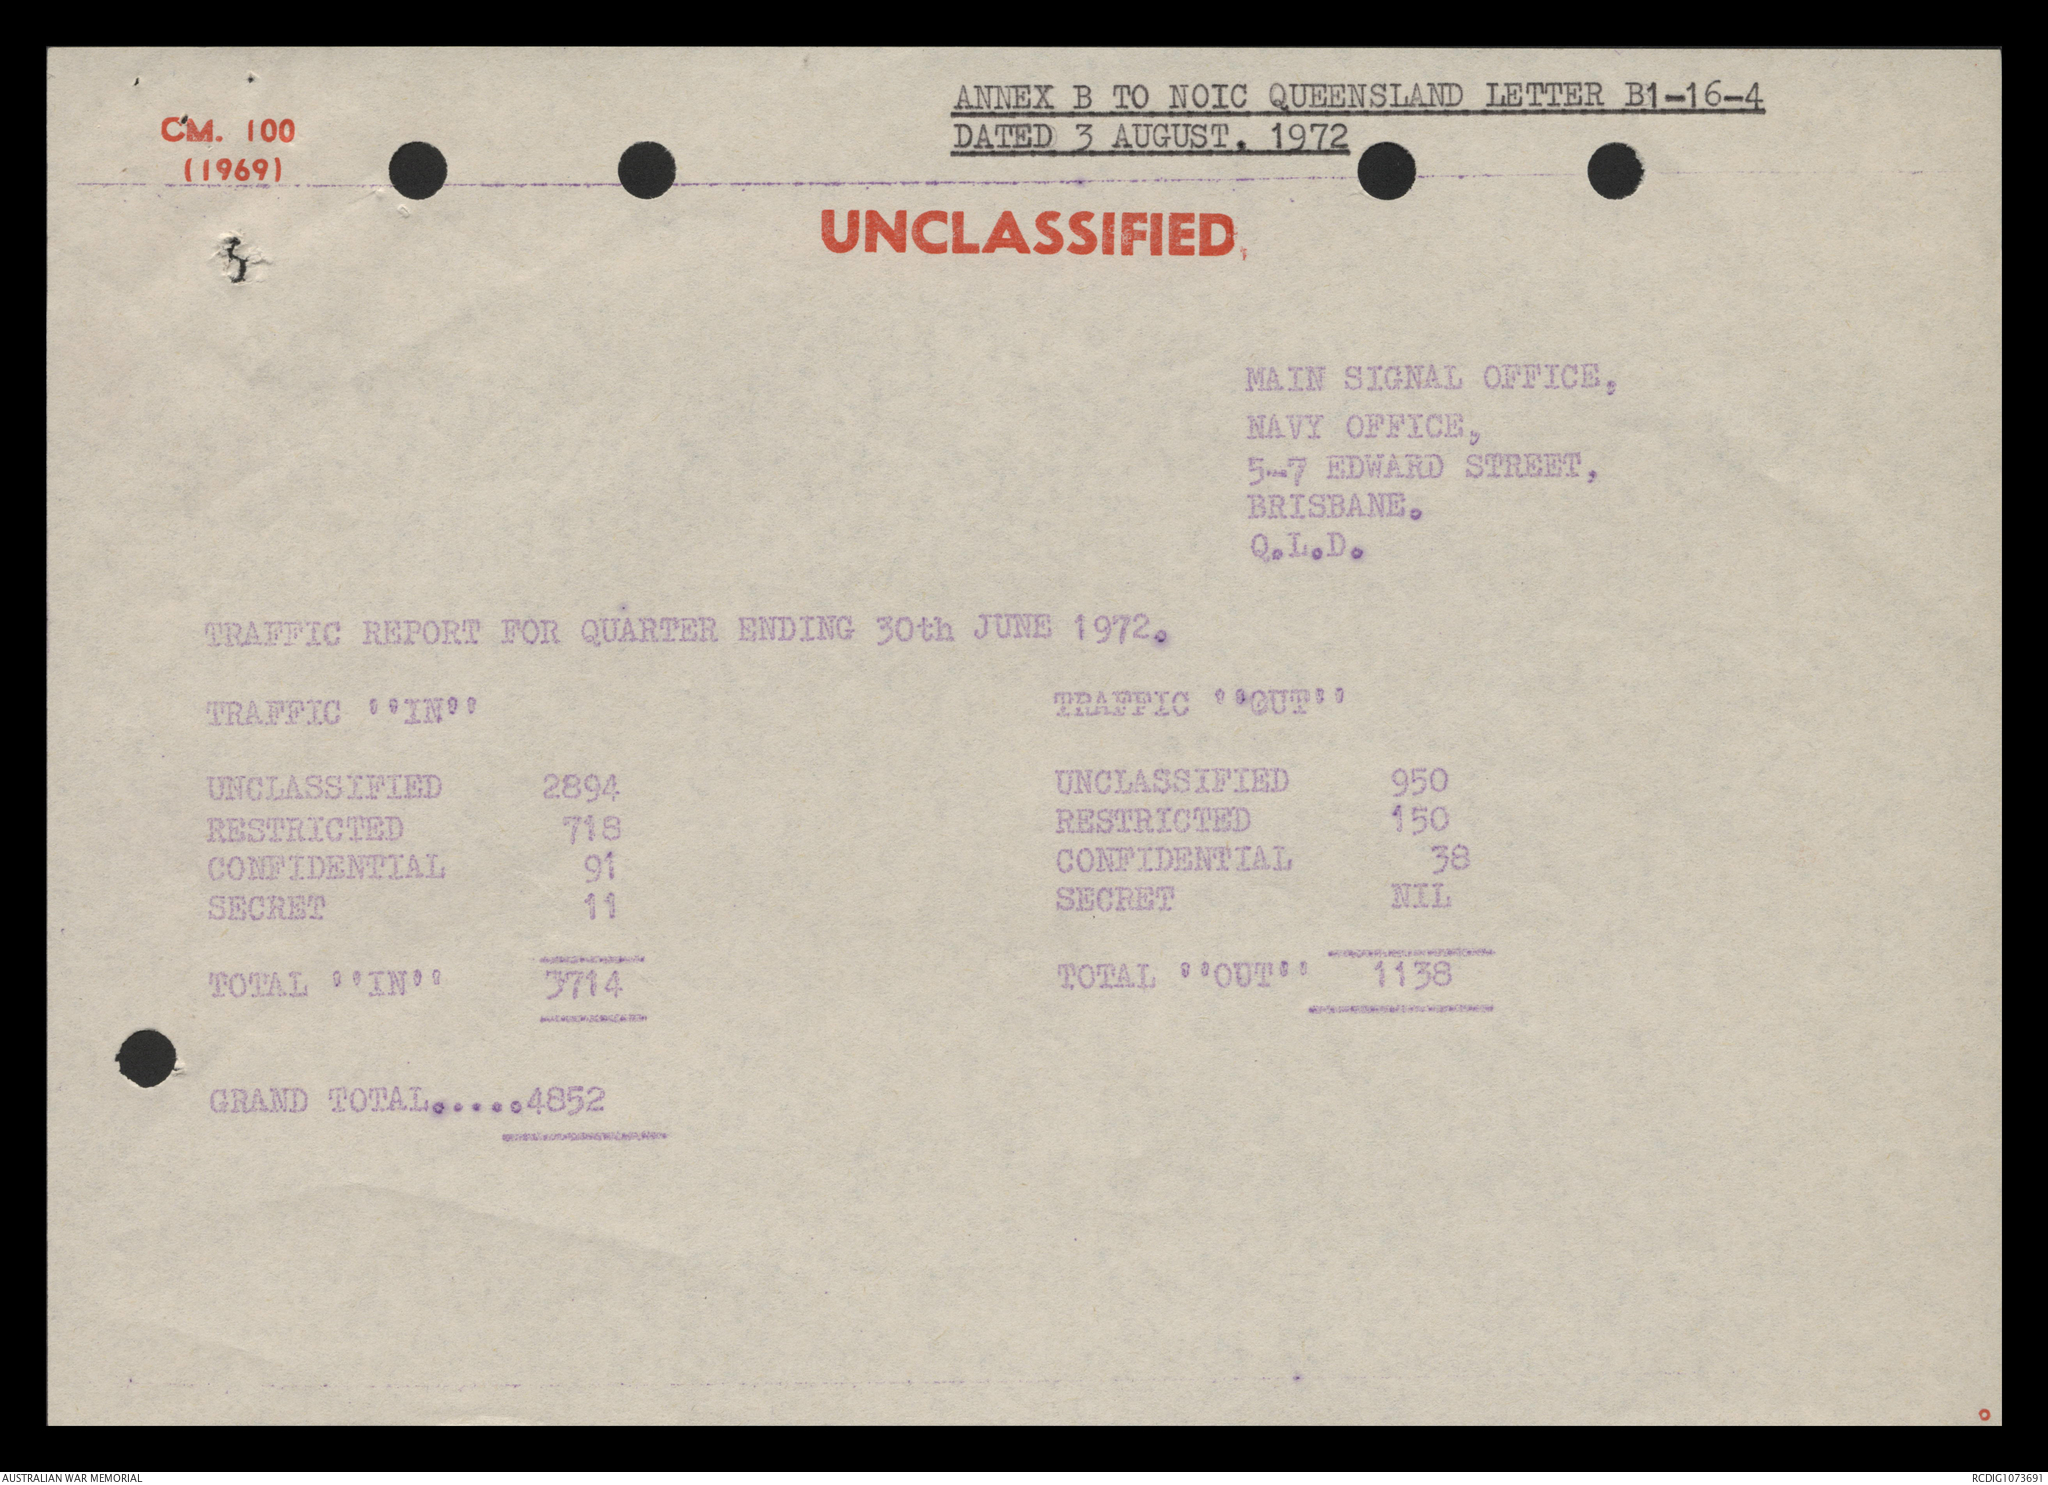 ANNEX B TO NOIC QUEENSLAND LETTER B1-16-4
DATED 3 AUGUST. 1972
CM. 100
(1969)
UNCLASSIFIED
MAIN SIGNAL OFFICE,
NAVY OFFICE,
5-7 EDWARD STREET,
BRISBANE.
Q.L.D.
TRAFFIC REPORT FOR QUARTER ENDING 30th JUNE 1972.
TRAFFIC ''IN''
UNCLASSIFIED 2894
RESTRICTED 718
CONFIDENTIAL 91
SECRET 11
TOTAL ''IN'' 3714
TRAFFIC ''OUT''
UNCLASSIFIED 950
RESTRICTED 150
CONFIDENTIAL 38
SECRET NIL
TOTAL ''OUT'' 1138
GRAND TOTAL.....4852
AUSTRALIAN WAR MEMORIAL
RCDIG1073691